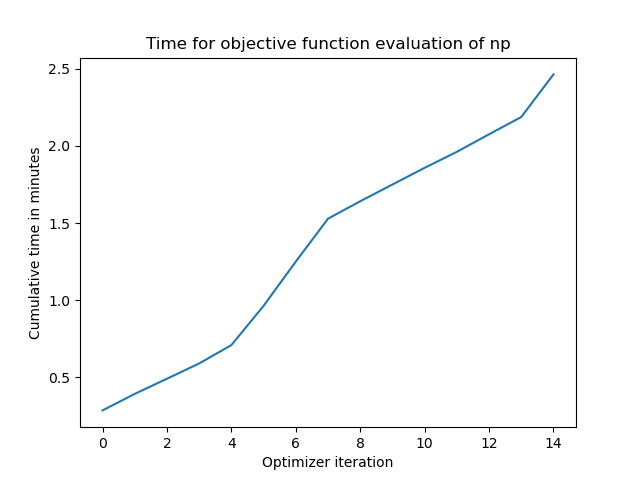 Time for objective function evaluation of np
2.5
2.0
1.5
1.0
0.5
Cumulative time in minutes
0 2 4 6 8 10 12 14
Optimizer iteration